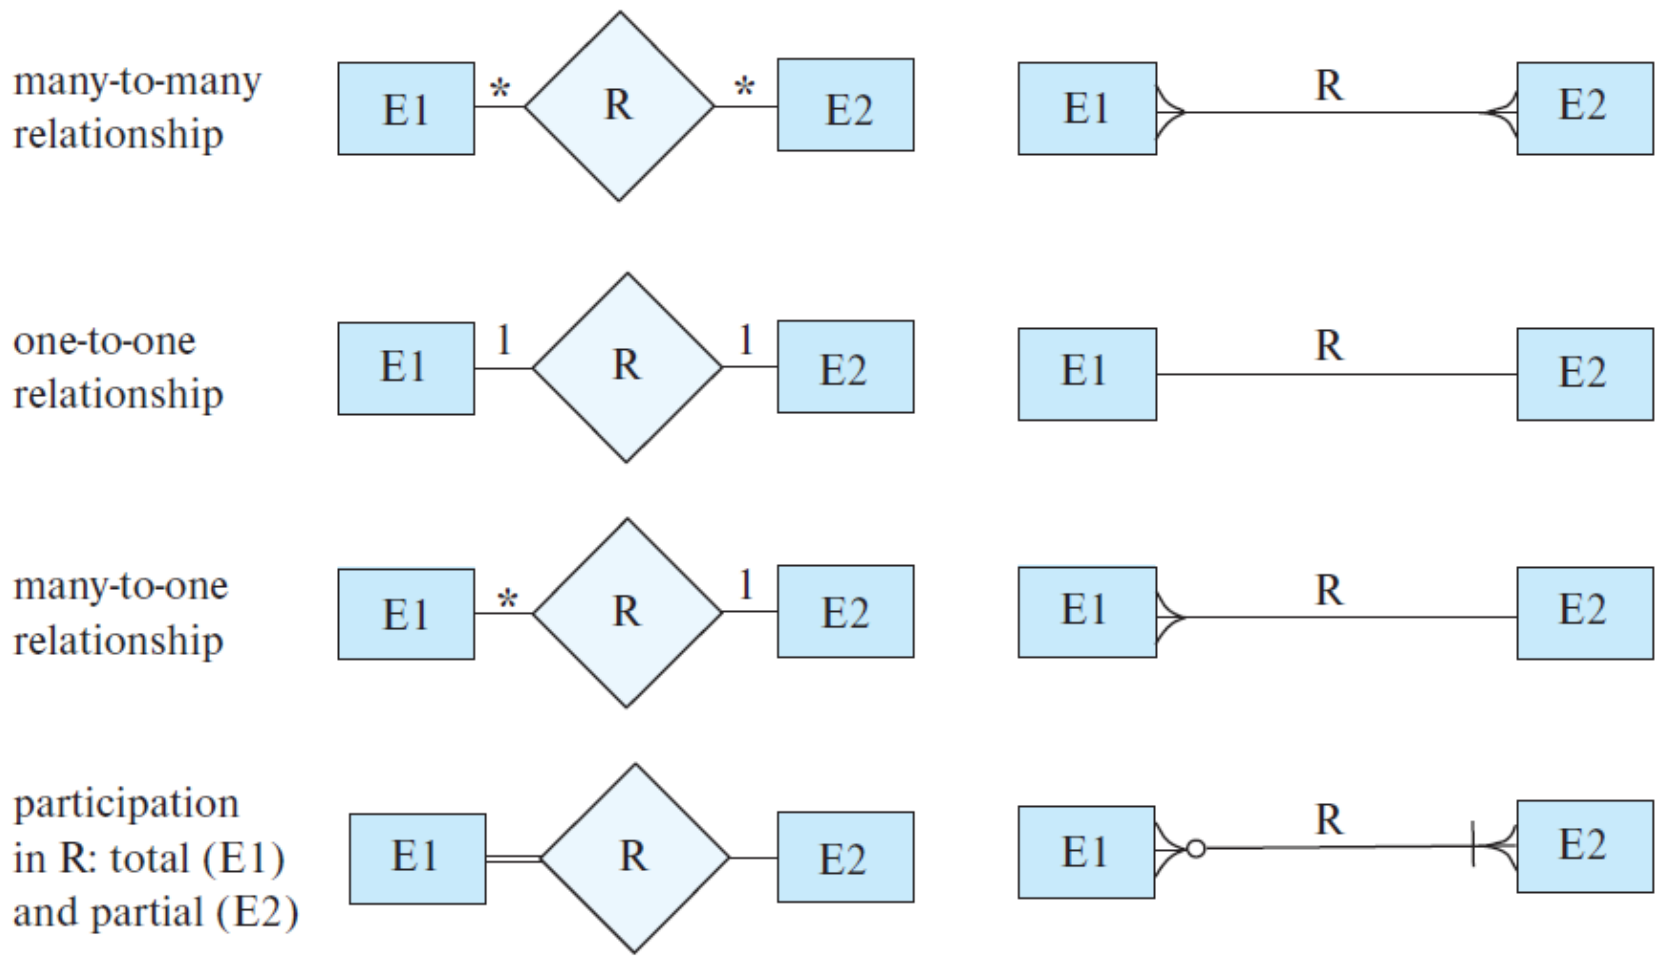 many-to-many
relationship
E1 * R * E2
E1 R E2
one-to-one
relationship
E1 1 R 1 E2
E1 R E2
many-to-one
relationship
E1 * R 1 E2
E1 R E2
participation
in R: total (E1)
and partial (E2)
E1 R E2
E1 R E2